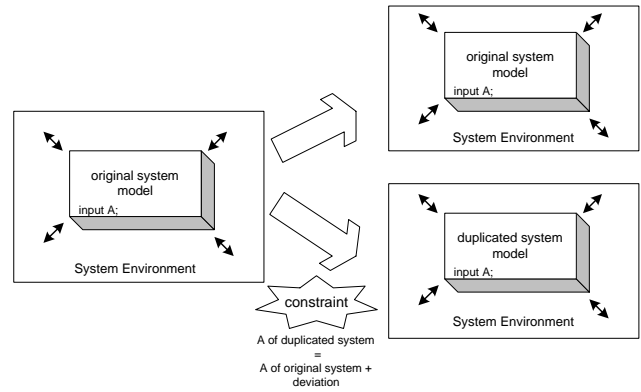 original system
model
input A;
System Environment
original system
model
input A;
System Environment
duplicated system
model
input A;
System Environment
constraint
A of duplicated system
=
A of original system +
deviation